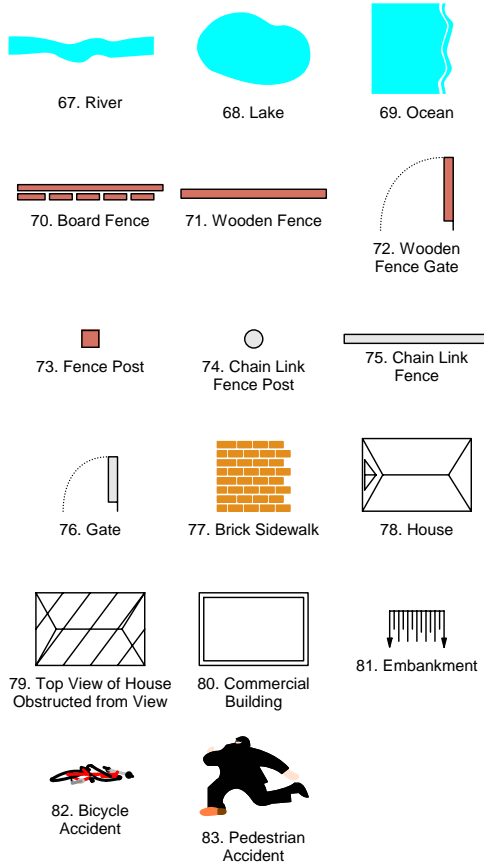 67. River
68. Lake
69. Ocean
70. Board Fence
71. Wooden Fence
72. Wooden
Fence Gate
73. Fence Post
74. Chain Link
Fence Post
75. Chain Link
Fence
76. Gate
77. Brick Sidewalk
78. House
79. Top View of House
Obstructed from View
80. Commercial
Building
81. Embankment
82. Bicycle
Accident
83. Pedestrian
Accident